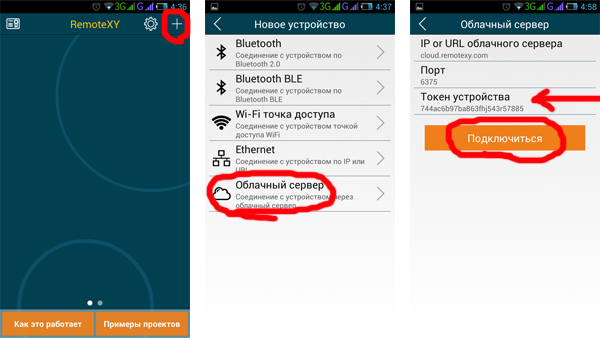 3G G 4:36
RemoteXY
Как это работает
Примеры проектов
3G G 4:37
Новое устройство
Bluetooth
Соединение с устройством по
Bluetooth 2.0
Bluetooth BLE
Соединение с устройством по
Bluetooth BLE
Wi-Fi точка доступа
Соединение с устройством точкой
доступа WiFi
Ethernet
Соединение с устройством по IP или
URL
Облачный сервер
Соединение с устройством через
облачный сервер
3G G 4:58
Облачный сервер
IP or URL облачного сервера
cloud.remotexy.com
Порт
6375
Токен устройства
744ac6b97ba863fhj543r57885
Подключиться